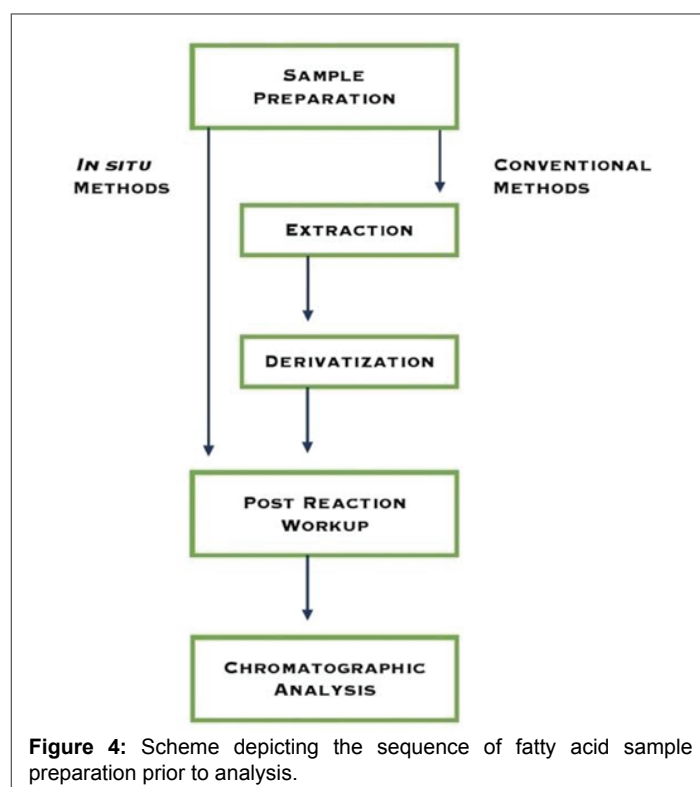 SAMPLE
PREPARATION
IN SITU
METHODS
CONVENTIONAL
METHODS
EXTRACTION
DERIVATIZATION
POST REACTION
WORKUP
CHROMATOGRAPHIC
ANALYSIS
Figure 4: Scheme depicting the sequence of fatty acid sample
preparation prior to analysis.